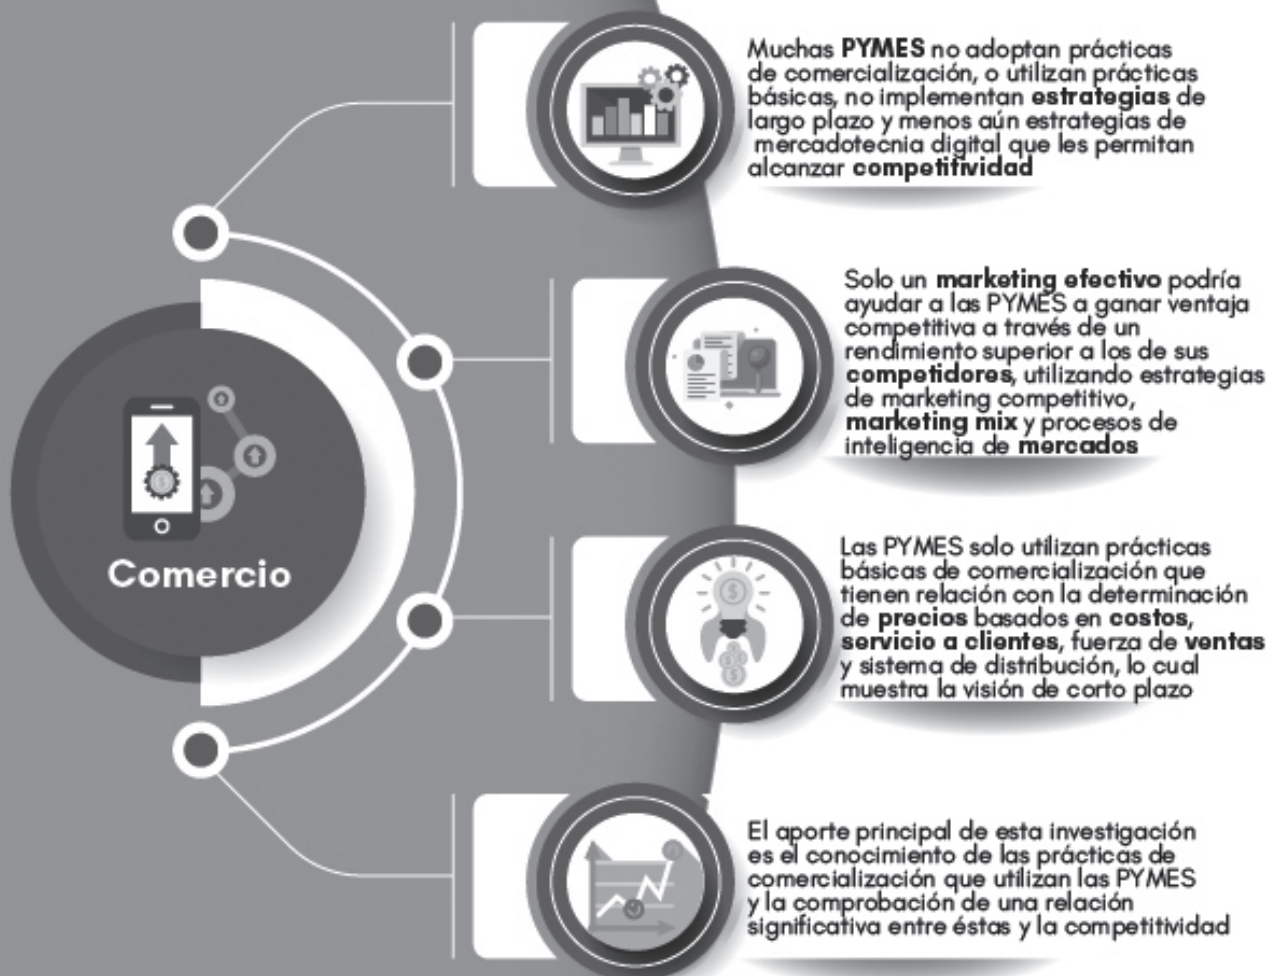 Muchas PYMES no adoptan prácticas
de comercialización, o utilizan prácticas
básicas, no implementan estrategias de
largo plazo y menos aún estrategias de
mercadotecnia digital que les permitan
alcanzar competitividad
Solo un marketing efectivo podría
ayudar a las PYMES a ganar ventaja
competitiva a través de un
rendimiento superior a los de sus
competidores, utilizando estrategias
de marketing competitivo,
marketing mix y procesos de
inteligencia de mercados
Comercio
Las PYMES solo utilizan prácticas
básicas de comercialización que
tienen relación con la determinación
de precios basados en costos,
servicio a clientes, fuerza de ventas
y sistema de distribución, lo cual
muestra la visión de corto plazo
El aporte principal de esta investigación
es el conocimiento de las prácticas de
comercialización que utilizan las PYMES
y la comprobación de una relación
significativa entre éstas y la competitividad